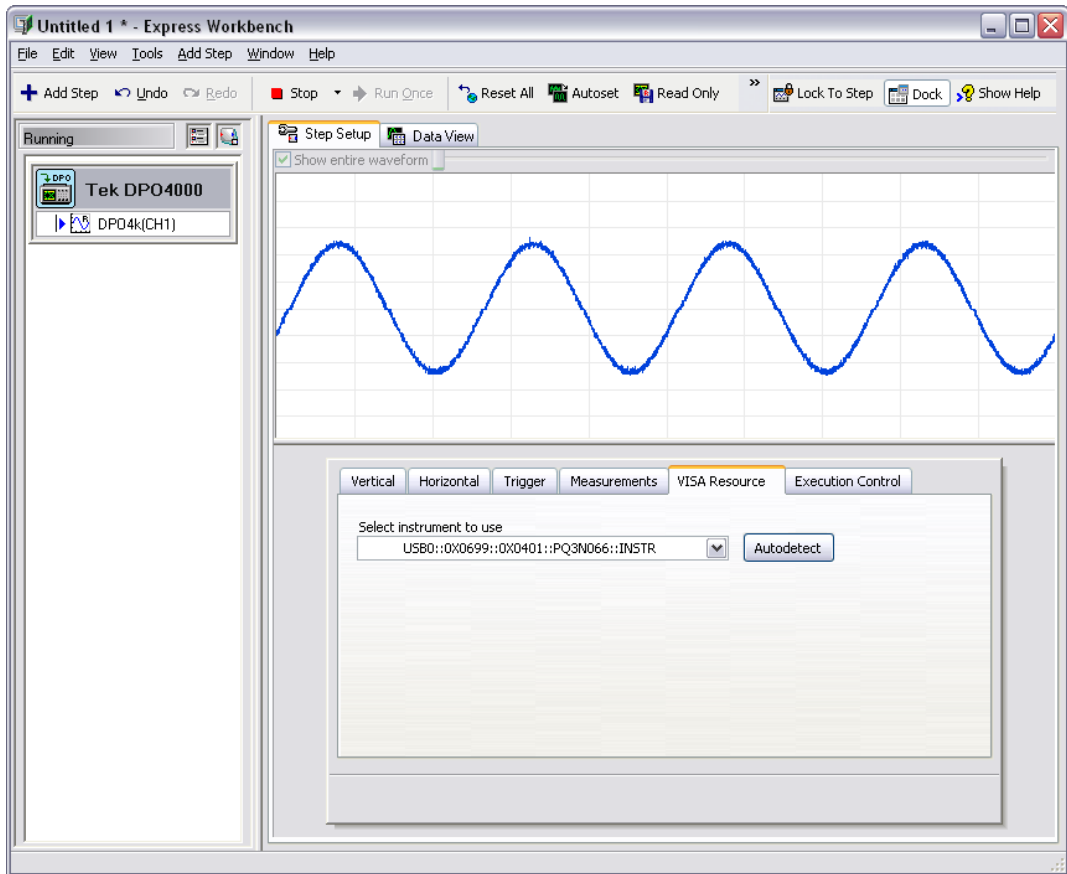 Untitled 1 * - Express Workbench
File Edit View Tools Add Step Window Help
Add Step Undo Redo Stop Run Once Reset All Autoset Read Only » Lock To Step Dock Show Help
Running
Step Setup Data View
Show entire waveform
DPO
Tek DPO4000
DPO4k(CH1)
Vertical Horizontal Trigger Measurements VISA Resource Execution Control
Select instrument to use
USB0::0X0699::0X0401::PQ3N066::INSTR Autodetect